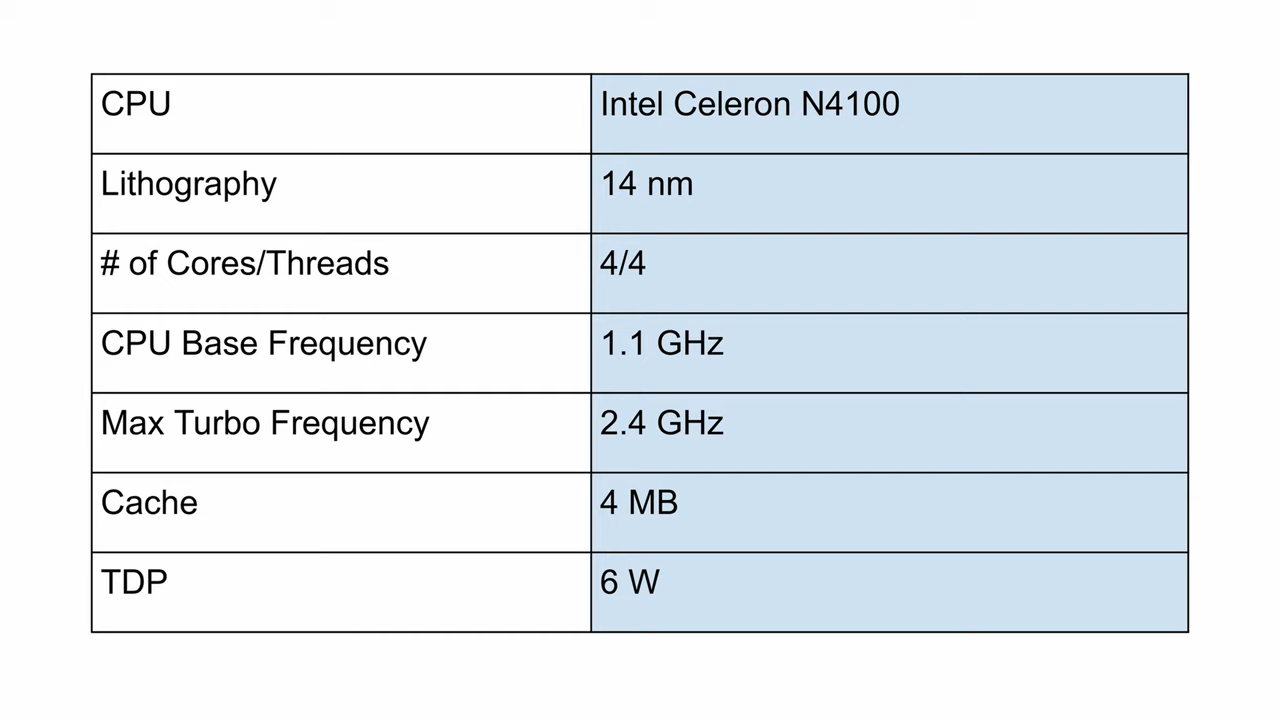 CPU Intel Celeron N4100
Lithography 14 nm
# of Cores/Threads 4/4
CPU Base Frequency 1.1 GHz
Max Turbo Frequency 2.4 GHz
Cache 4 MB
TDP 6 W